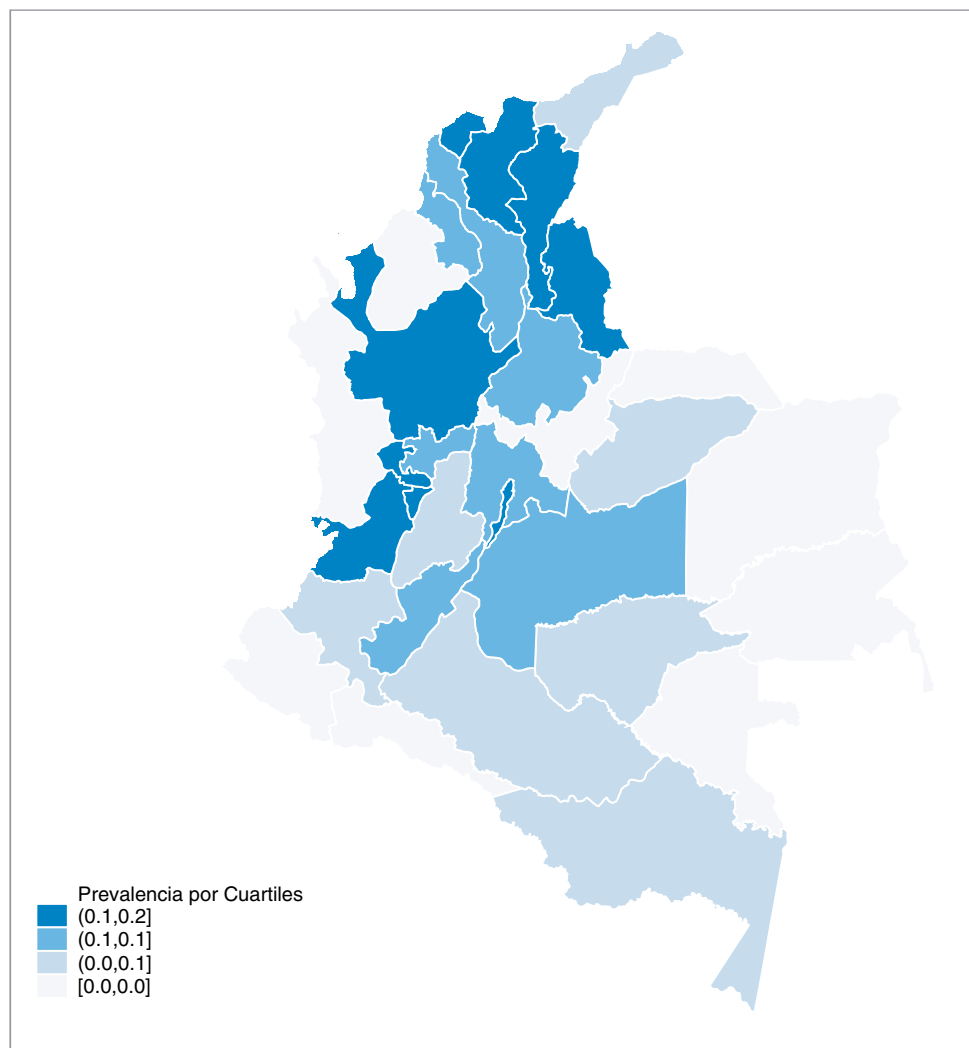 Prevalencia por Cuartiles
(0.1,0.2]
(0.1,0.1]
(0.0,0.1]
[0.0,0.0]